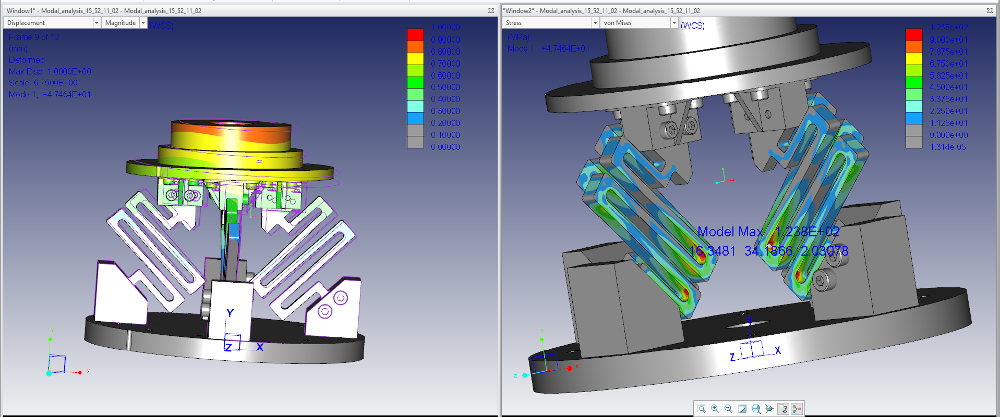 "Window1" - Modal_analysis_15_52_11_02 - Modal_analysis_15_52_11_02
Displacement
Magnitude
(WCS)
Frame 9 of 12
(mm)
Deformed
Max Disp 1.0000E+00
Scale 6.7500E+00
Mode 1, +4.7464E+01
1.00000
0.90000
0.80000
0.70000
0.60000
0.50000
0.40000
0.30000
0.20000
0.10000
0.00000
Y
Z
X
Y
X
"Window2" - Modal_analysis_15_52_11_02 - Modal_analysis_15_52_11_02
Stress
von Mises
(WCS)
(MPa)
Mode 1, +4.7464E+01
1.238e+02
9.000e+01
7.875e+01
6.750e+01
5.625e+01
4.500e+01
3.375e+01
2.250e+01
1.125e+01
0.000e+00
1.314e-05
Model Max 1.238E+02
16.3481 34.1866 2.03078
Y
Z
X
Y
Z
X